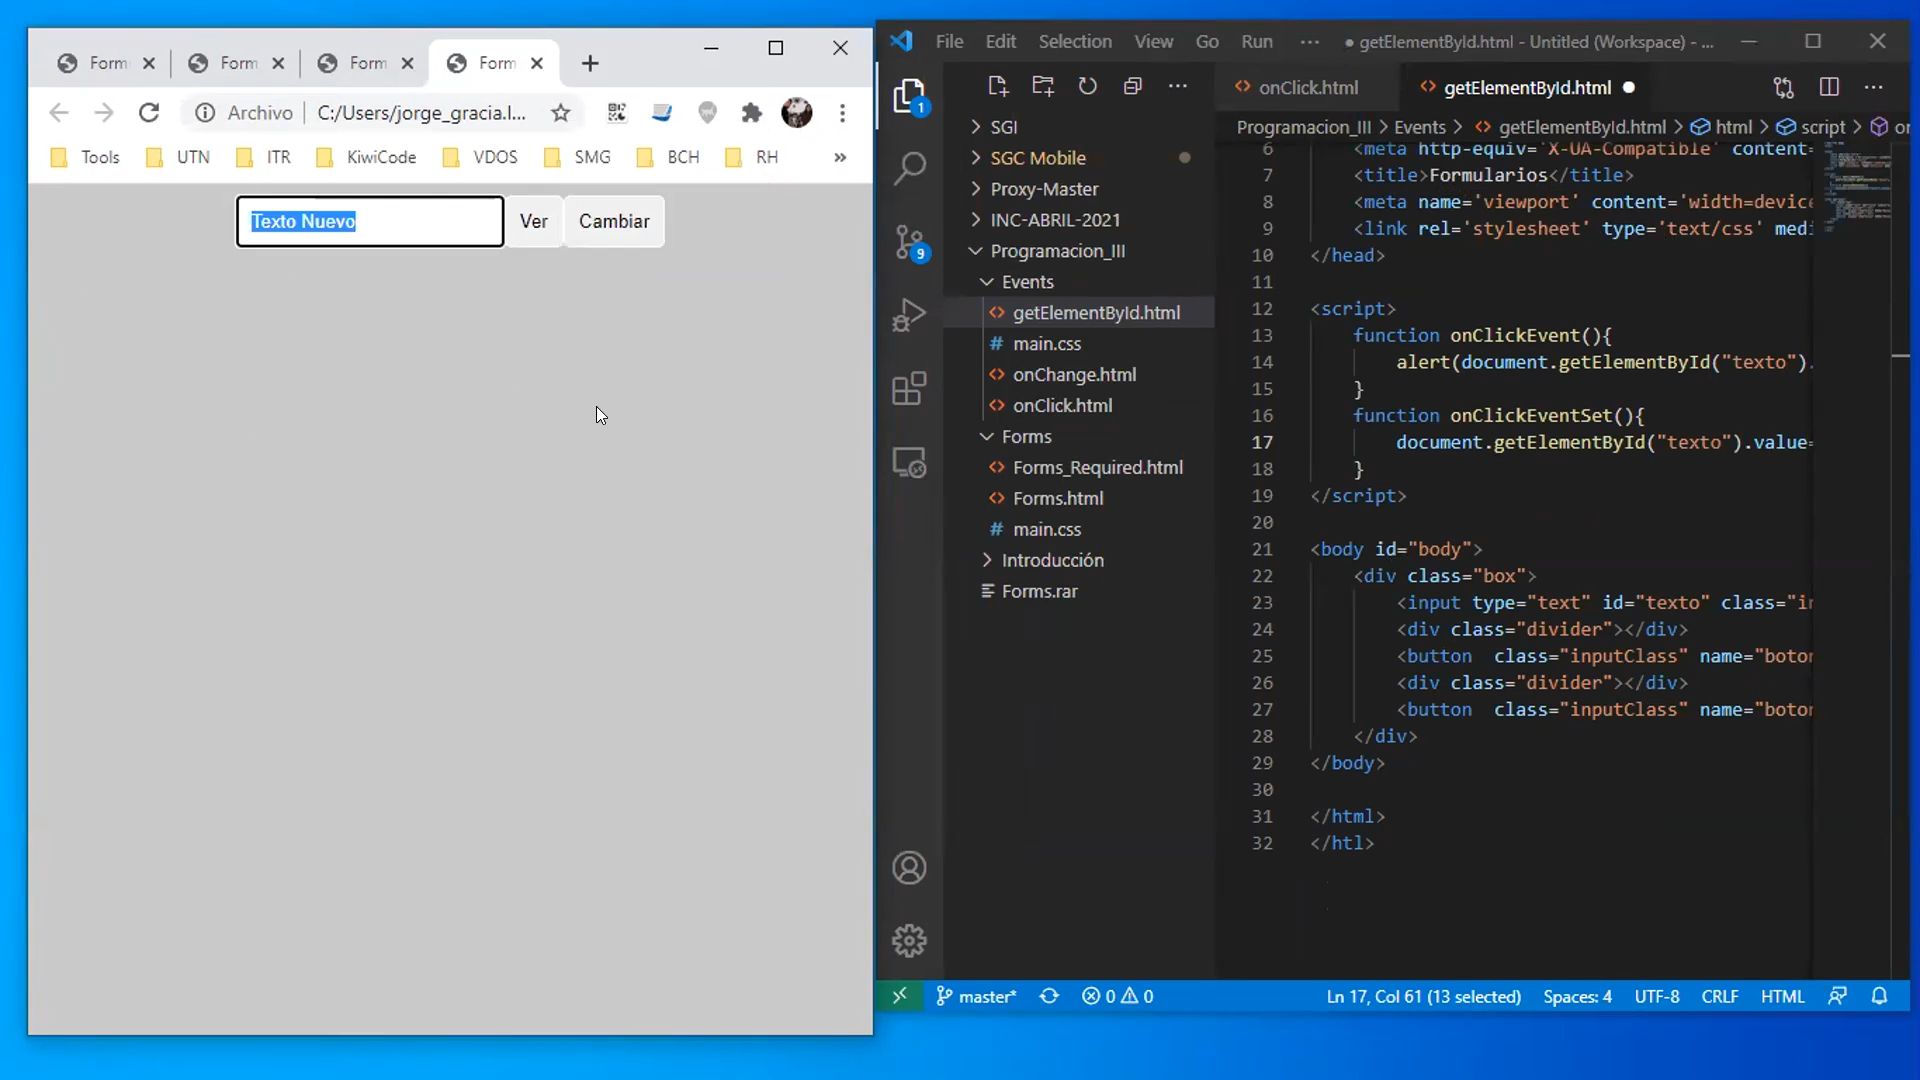 Form
Form
Form
Form
Archivo
C:/Users/jorge_gracia.l...
Tools
UTN
ITR
KiwiCode
VDOS
SMG
BCH
RH
»
Texto Nuevo
Ver
Cambiar
File Edit Selection View Go Run ··· ● getElementById.html - Untitled (Workspace) - ...
onClick.html
getElementById.html
Programacion_III > Events > getElementById.html > html > script >
1
9
SGI
SGC Mobile
Proxy-Master
INC-ABRIL-2021
Programacion_III
Events
getElementById.html
main.css
onChange.html
onClick.html
Forms
Forms_Required.html
Forms.html
main.css
Introducción
Forms.rar
6 <meta http-equiv='X-UA-Compatible' content=
7 <title>Formularios</title>
8 <meta name='viewport' content='width=device
9 <link rel='stylesheet' type='text/css' medi
10 </head>
11
12 <script>
13 function onClickEvent(){
14 alert(document.getElementById("texto").
15 }
16 function onClickEventSet(){
17 document.getElementById("texto").value=
18 }
19 </script>
20
21 <body id="body">
22 <div class="box">
23 <input type="text" id="texto" class="in
24 <div class="divider"></div>
25 <button class="inputClass" name="boton
26 <div class="divider"></div>
27 <button class="inputClass" name="boton
28 </div>
29 </body>
30
31 </html>
32 </htl>
master*
0
0
Ln 17, Col 61 (13 selected)
Spaces: 4
UTF-8
CRLF
HTML